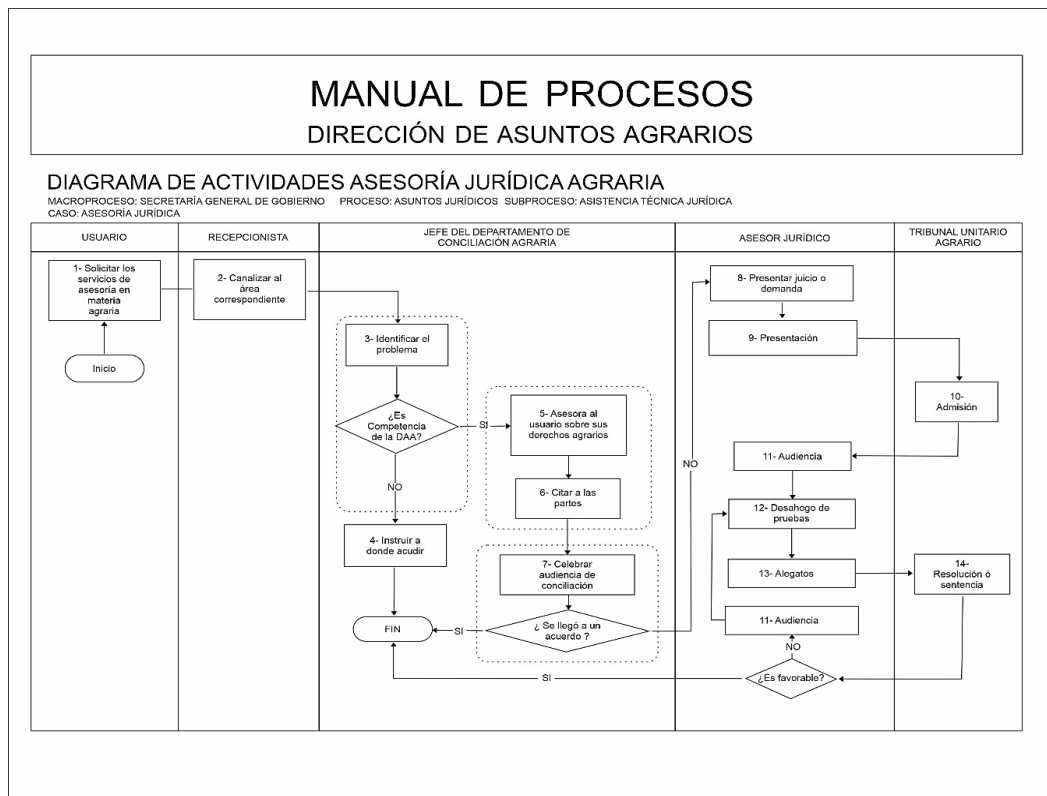 MANUAL DE PROCESOS
DIRECCIÓN DE ASUNTOS AGRARIOS
DIAGRAMA DE ACTIVIDADES ASESORÍA JURÍDICA AGRARIA
MACROPROCESO: SECRETARÍA GENERAL DE GOBIERNO PROCESO: ASUNTOS JURÍDICOS SUBPROCESO: ASISTENCIA TÉCNICA JURÍDICA
CASO: ASESORÍA JURÍDICA
USUARIO
RECEPCIONISTA
JEFE DEL DEPARTAMENTO DE
CONCILIACIÓN AGRARIA
ASESOR JURÍDICO
TRIBUNAL UNITARIO
AGRARIO
1- Solicitar los
servicios de
asesoría en
materia
agraria
Inicio
2- Canalizar al
área
correspondiente
3- Identificar el
problema
¿Es
Competencia
de la DAA?
SI
NO
4- Instruír a
donde acudir
FIN
5- Asesora al
usuario sobre sus
derechos agrarios
6- Citar a las
partes
7- Celebrar
audiencia de
conciliación
¿ Se llegó a un
acuerdo ?
SI
NO
8- Presentar juicio o
demanda
9- Presentación
10-
Admisión
11- Audiencia
12- Desahogo de
pruebas
13- Alegatos
14-
Resolución ó
sentencia
11- Audiencia
NO
¿Es favorable?
SI